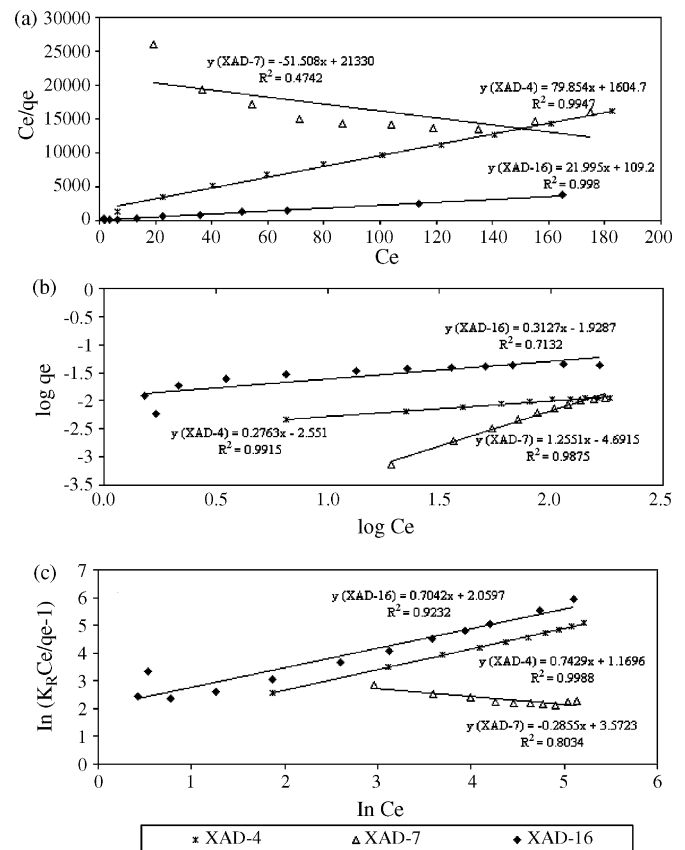 (a)
30000
25000
20000
15000
10000
5000
0
Ce/qe
y (XAD-7) = -51.508x + 21330
R² = 0.4742
y (XAD-4) = 79.854x + 1604.7
R² = 0.9947
y (XAD-16) = 21.995x + 109.2
R² = 0.998
0 20 40 60 80 100 120 140 160 180 200
Ce
(b)
0
-0.5
-1
-1.5
-2
-2.5
-3
-3.5
log qe
y (XAD-16) = 0.3127x - 1.9287
R² = 0.7132
y (XAD-4) = 0.2763x - 2.551
R² = 0.9915
y (XAD-7) = 1.2551x - 4.6915
R² = 0.9875
0.0 0.5 1.0 1.5 2.0 2.5
log Ce
(c)
7
6
5
4
3
2
1
0
In (KRCe/qe-1)
y (XAD-16) = 0.7042x + 2.0597
R² = 0.9232
y (XAD-4) = 0.7429x + 1.1696
R² = 0.9988
y (XAD-7) = -0.2855x + 3.5723
R² = 0.8034
0 1 2 3 4 5 6
In Ce
XAD-4 XAD-7 XAD-16